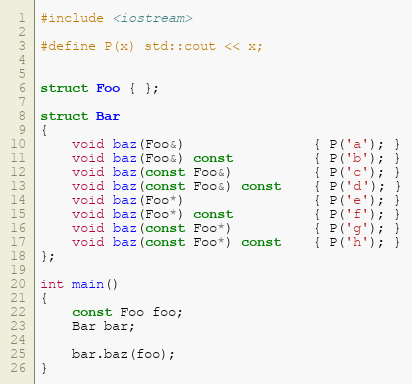 1 #include <iostream>
2
3 #define P(x) std::cout << x;
4
5
6 struct Foo { };
7
8 struct Bar
9 {
10     void baz(Foo&)                 { P('a'); }
11     void baz(Foo&) const           { P('b'); }
12     void baz(const Foo&)           { P('c'); }
13     void baz(const Foo&) const     { P('d'); }
14     void baz(Foo*)                 { P('e'); }
15     void baz(Foo*) const           { P('f'); }
16     void baz(const Foo*)           { P('g'); }
17     void baz(const Foo*) const     { P('h'); }
18 };
19
20 int main()
21 {
22     const Foo foo;
23     Bar bar;
24
25     bar.baz(foo);
26 }